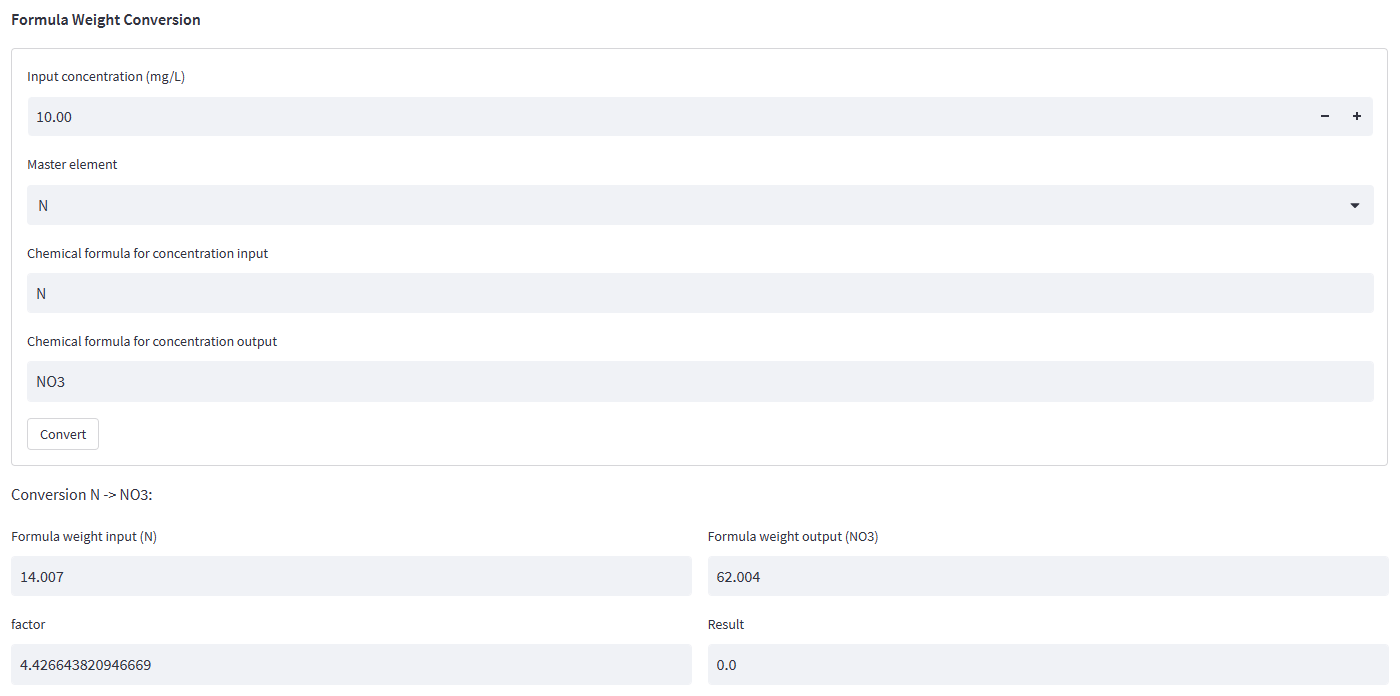 Formula Weight Conversion
Input concentration (mg/L)
10.00 − +
Master element
N
Chemical formula for concentration input
N
Chemical formula for concentration output
NO3
Convert
Conversion N -> NO3:
Formula weight input (N)
14.007
Formula weight output (NO3)
62.004
factor
4.426643820946669
Result
0.0